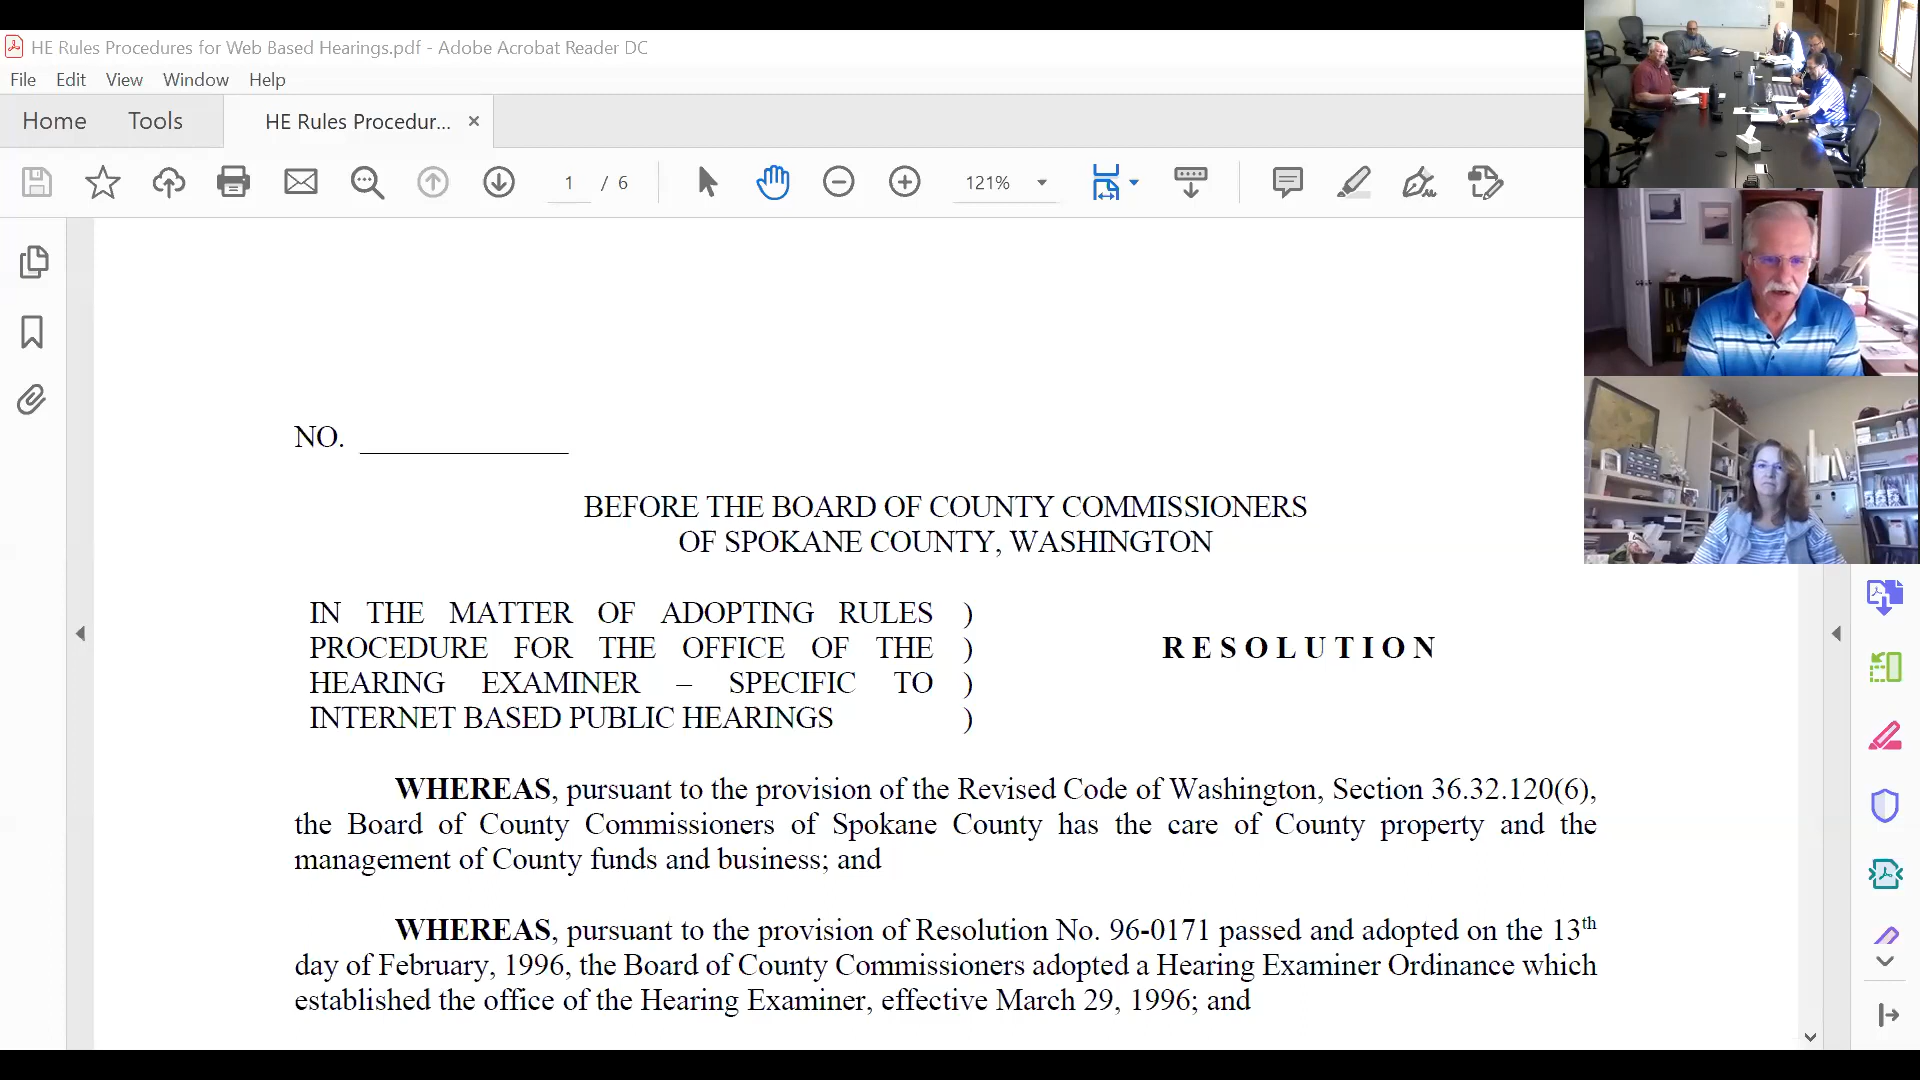 HE Rules Procedures for Web Based Hearings.pdf - Adobe Acrobat Reader DC
File Edit View Window Help
Home Tools HE Rules Procedur... ×
1 / 6 121%
NO. _______________
BEFORE THE BOARD OF COUNTY COMMISSIONERS
OF SPOKANE COUNTY, WASHINGTON
IN THE MATTER OF ADOPTING RULES )
PROCEDURE FOR THE OFFICE OF THE ) RESOLUTION
HEARING EXAMINER – SPECIFIC TO )
INTERNET BASED PUBLIC HEARINGS )
WHEREAS, pursuant to the provision of the Revised Code of Washington, Section 36.32.120(6),
the Board of County Commissioners of Spokane County has the care of County property and the
management of County funds and business; and
WHEREAS, pursuant to the provision of Resolution No. 96-0171 passed and adopted on the 13th
day of February, 1996, the Board of County Commissioners adopted a Hearing Examiner Ordinance which
established the office of the Hearing Examiner, effective March 29, 1996; and